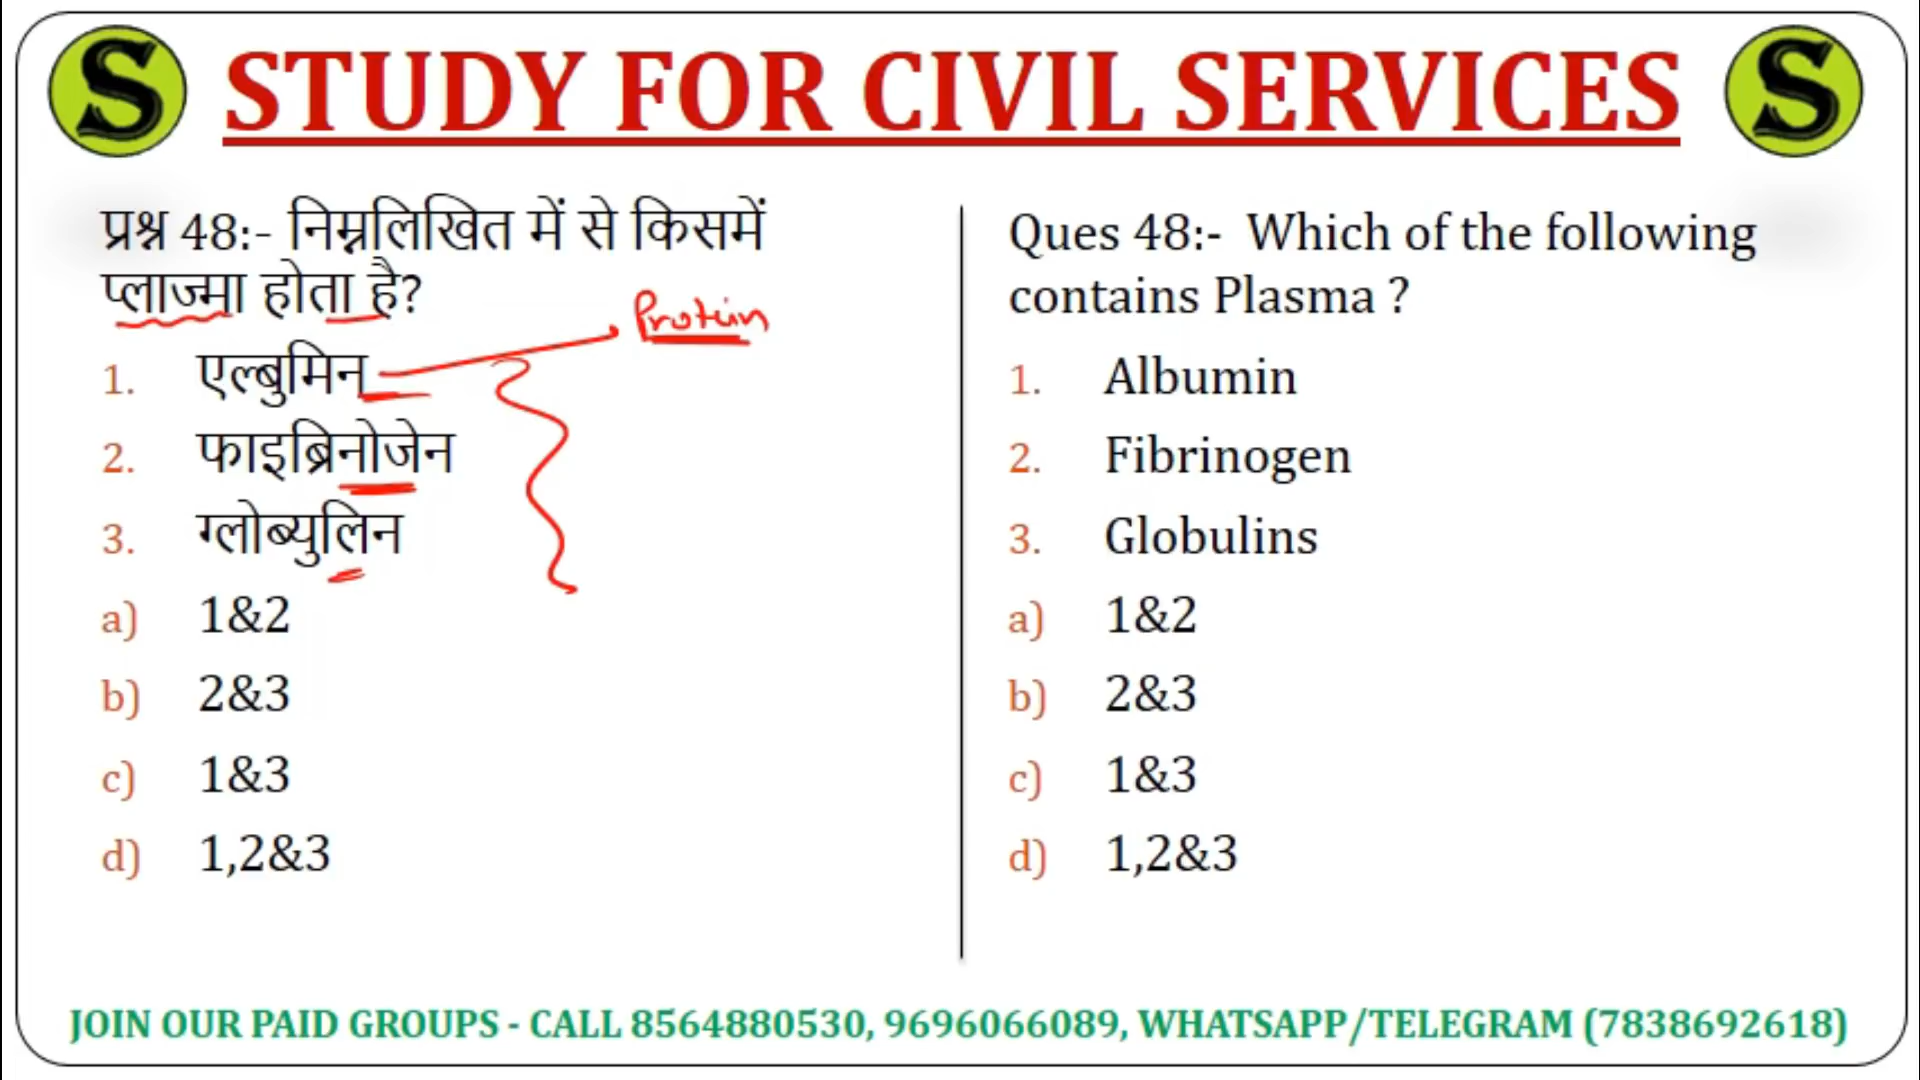 S STUDY FOR CIVIL SERVICES S
प्रश्न 48:- निम्नलिखित में से किसमें
प्लाज्मा होता है?
Protein
1. एल्बुमिन
2. फाइब्रिनोजेन
3. ग्लोब्युलिन
a) 1&2
b) 2&3
c) 1&3
d) 1,2&3
Ques 48:- Which of the following
contains Plasma ?
1. Albumin
2. Fibrinogen
3. Globulins
a) 1&2
b) 2&3
c) 1&3
d) 1,2&3
JOIN OUR PAID GROUPS - CALL 8564880530, 9696066089, WHATSAPP/TELEGRAM (7838692618)